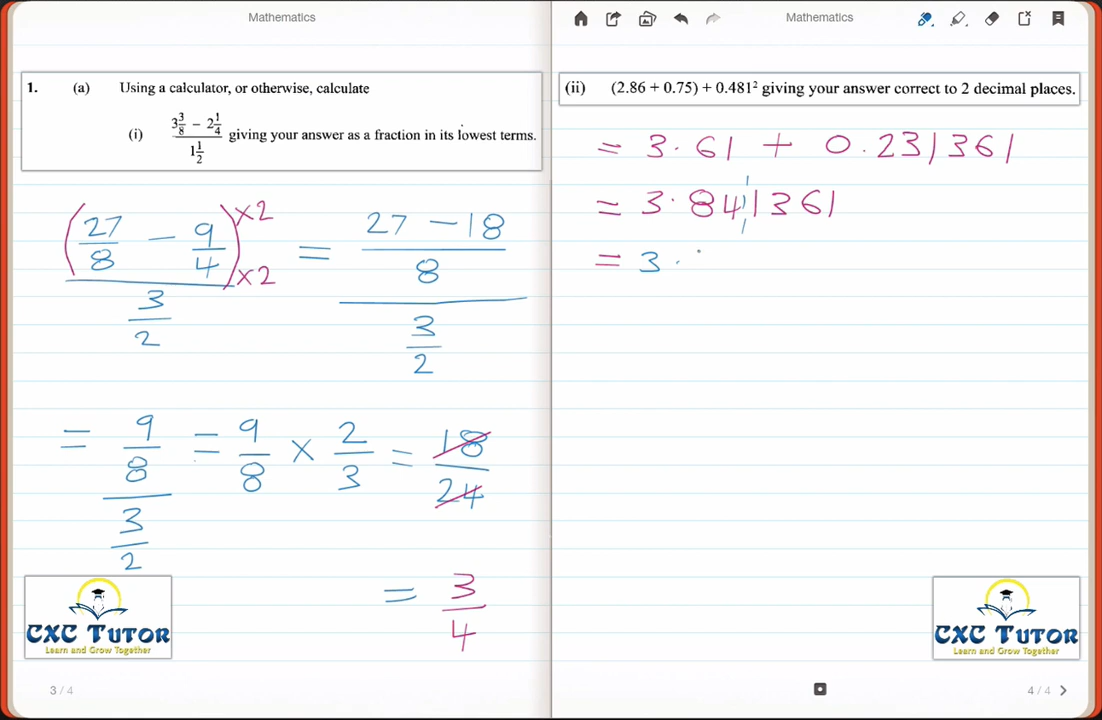 Mathematics
1. (a) Using a calculator, or otherwise, calculate
(i) 3 3/8 − 2 1/4 / 1 1/2 giving your answer as a fraction in its lowest terms.
(27/8 − 9/4) ×2 ×2 / 3/2 = 27 − 18 / 8 / 3/2
= 9/8 / 3/2 = 9/8 × 2/3 = 18/24
= 3/4
CXC TUTOR
Learn and Grow Together
3 / 4
Mathematics
(ii) (2.86 + 0.75) + 0.481² giving your answer correct to 2 decimal places.
= 3.61 + 0.231361
= 3.841361
= 3.
CXC TUTOR
Learn and Grow Together
4 / 4